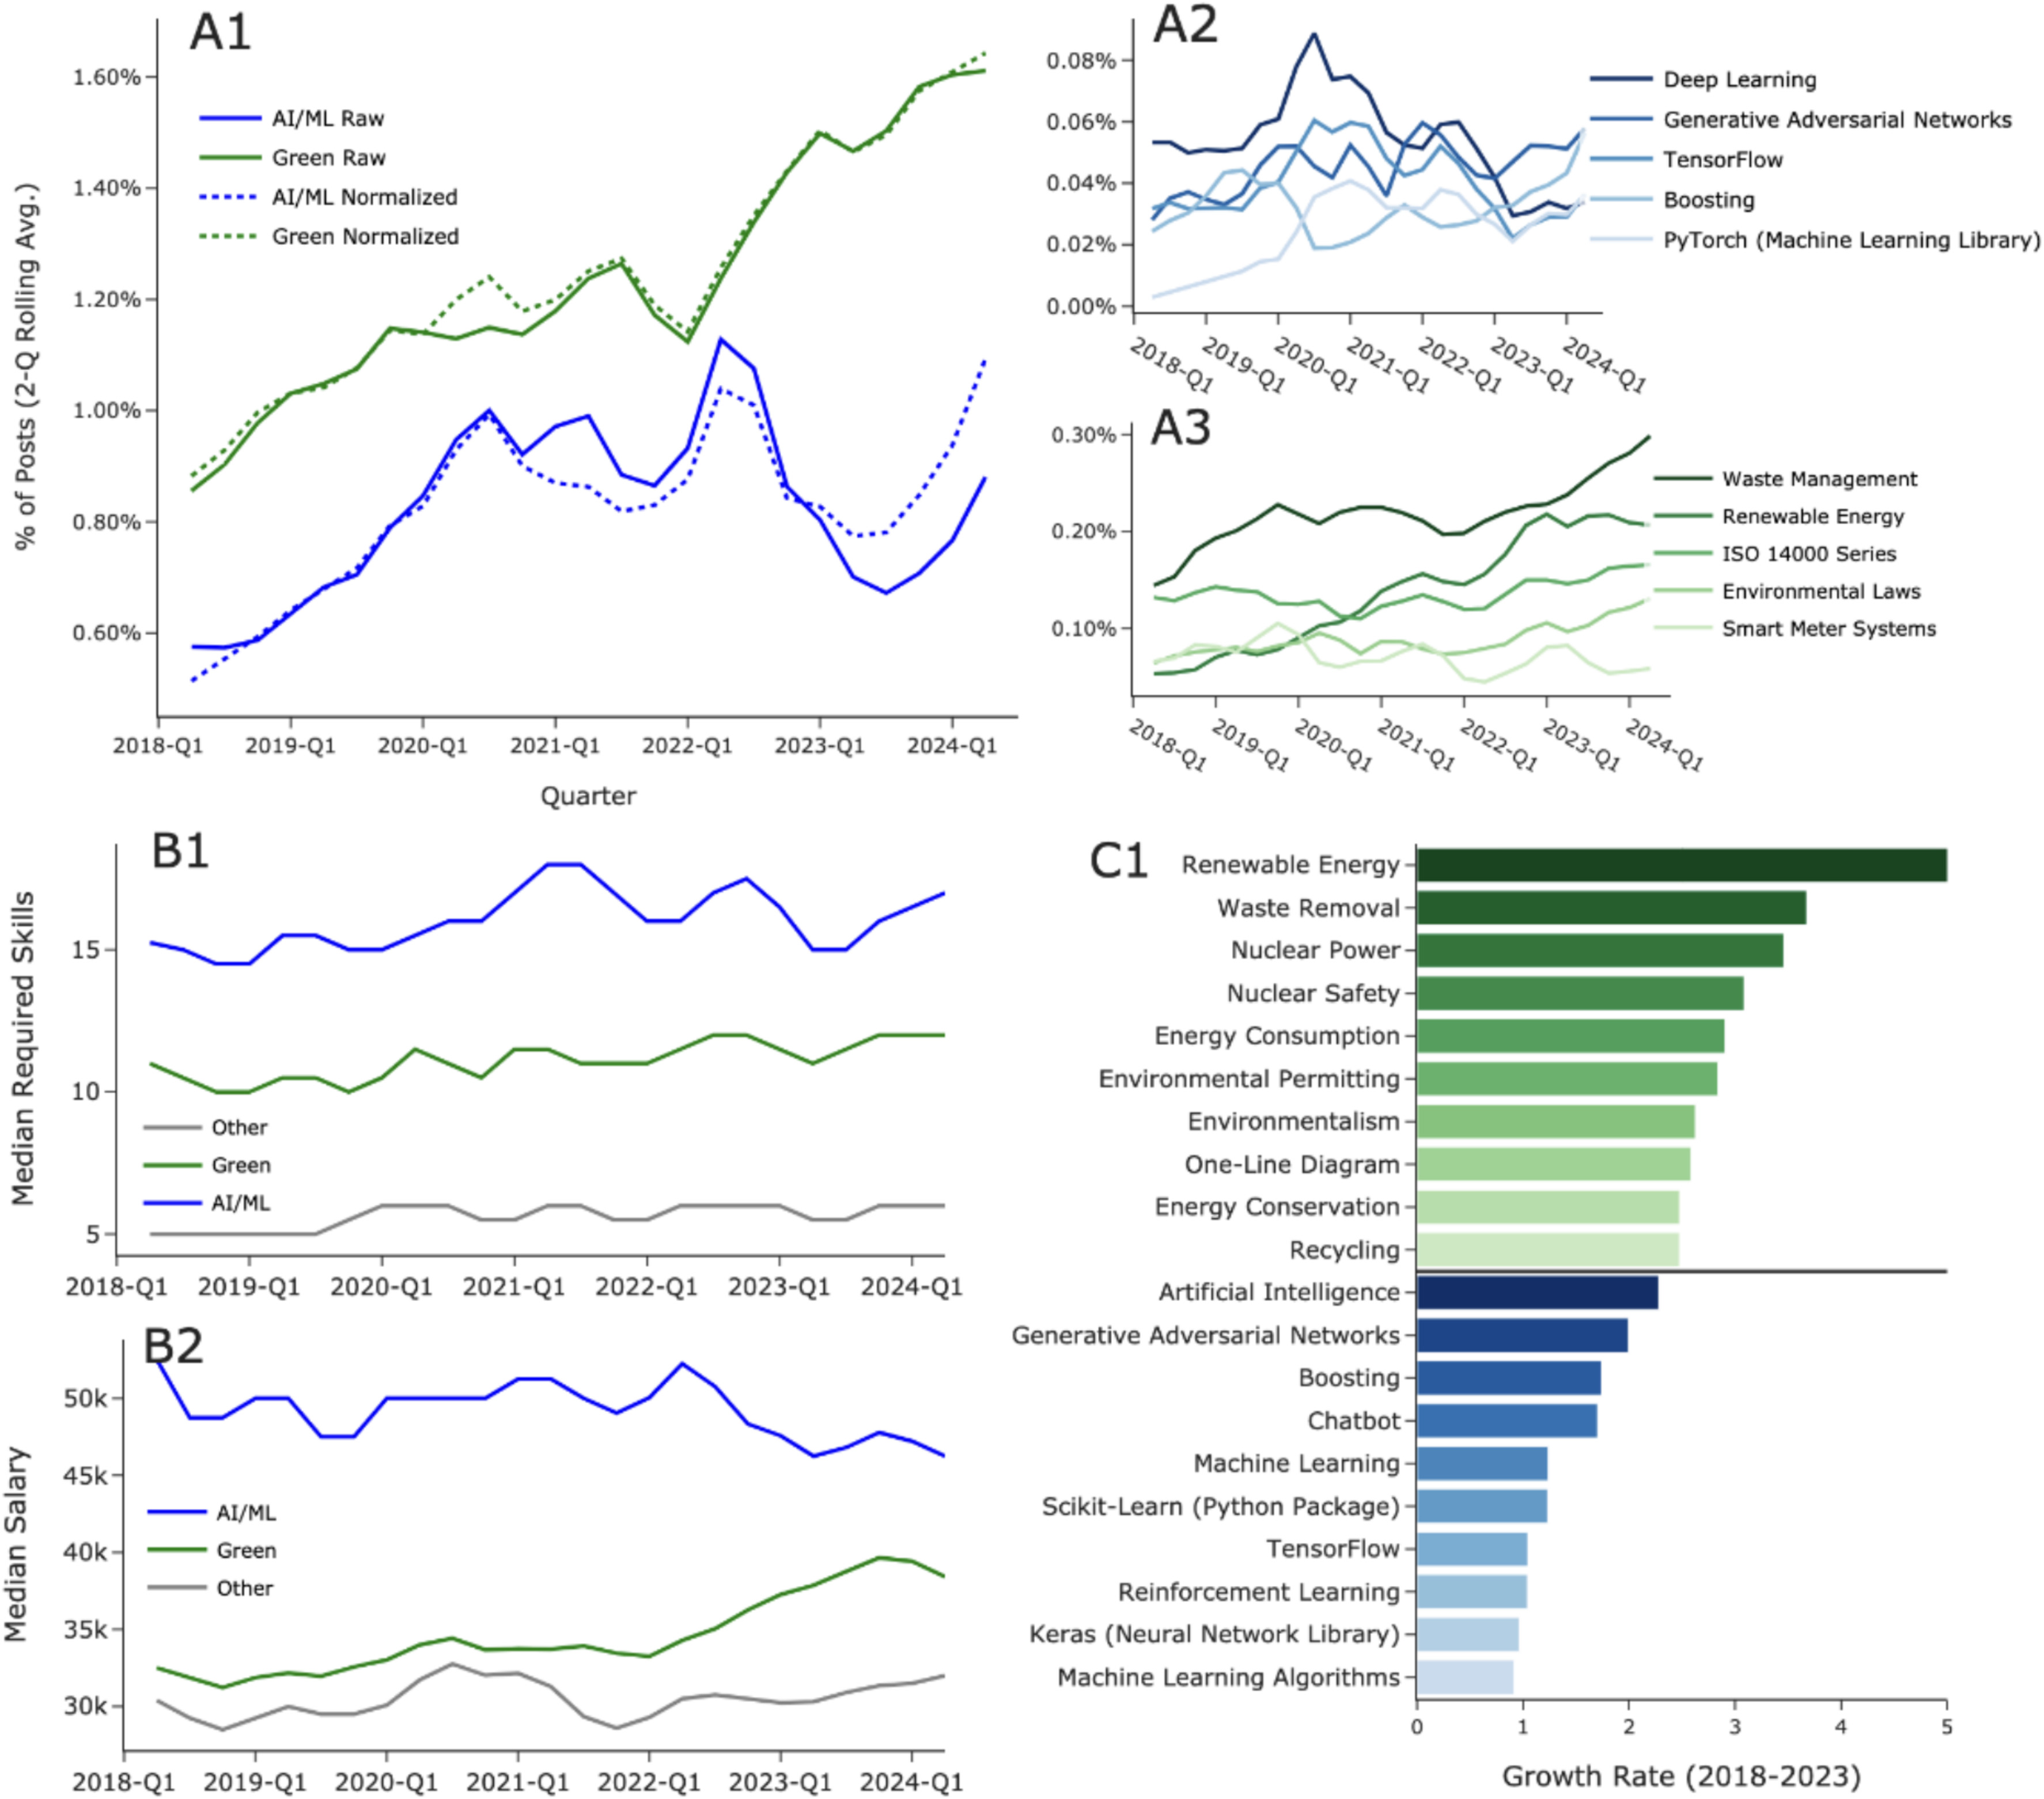 A1
% of Posts (2-Q Rolling Avg.)
1.60%
1.40%
1.20%
1.00%
0.80%
0.60%
AI/ML Raw
Green Raw
AI/ML Normalized
Green Normalized
2018-Q1 2019-Q1 2020-Q1 2021-Q1 2022-Q1 2023-Q1 2024-Q1
Quarter
A2
0.08%
0.06%
0.04%
0.02%
0.00%
Deep Learning
Generative Adversarial Networks
TensorFlow
Boosting
PyTorch (Machine Learning Library)
2018-Q1 2019-Q1 2020-Q1 2021-Q1 2022-Q1 2023-Q1 2024-Q1
A3
0.30%
0.20%
0.10%
Waste Management
Renewable Energy
ISO 14000 Series
Environmental Laws
Smart Meter Systems
2018-Q1 2019-Q1 2020-Q1 2021-Q1 2022-Q1 2023-Q1 2024-Q1
B1
Median Required Skills
15
10
5
Other
Green
AI/ML
2018-Q1 2019-Q1 2020-Q1 2021-Q1 2022-Q1 2023-Q1 2024-Q1
B2
Median Salary
50k
45k
40k
35k
30k
AI/ML
Green
Other
2018-Q1 2019-Q1 2020-Q1 2021-Q1 2022-Q1 2023-Q1 2024-Q1
C1
Renewable Energy
Waste Removal
Nuclear Power
Nuclear Safety
Energy Consumption
Environmental Permitting
Environmentalism
One-Line Diagram
Energy Conservation
Recycling
Artificial Intelligence
Generative Adversarial Networks
Boosting
Chatbot
Machine Learning
Scikit-Learn (Python Package)
TensorFlow
Reinforcement Learning
Keras (Neural Network Library)
Machine Learning Algorithms
0 1 2 3 4 5
Growth Rate (2018-2023)